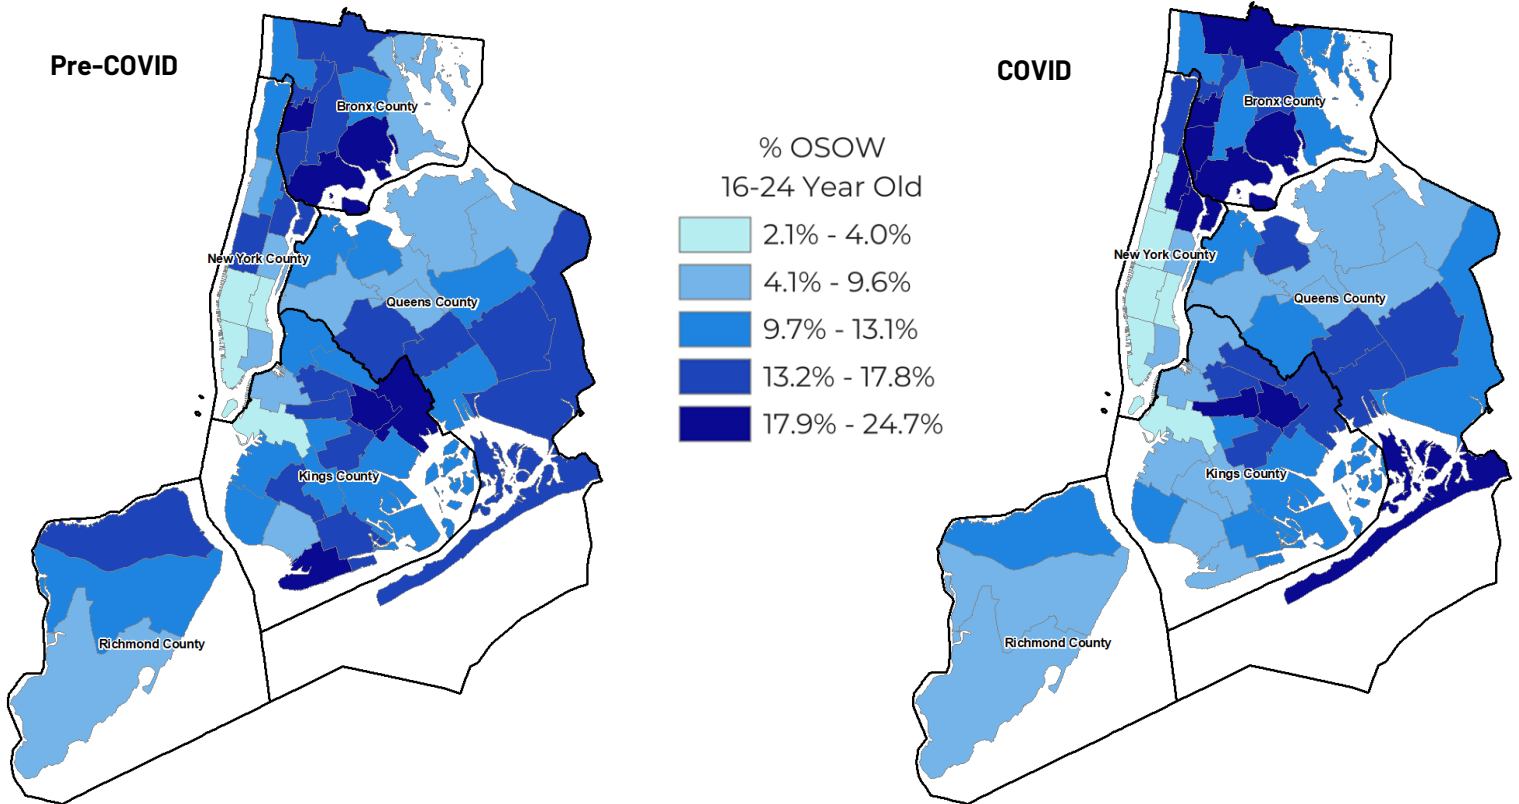 Pre-COVID
Bronx County
New York County
Queens County
Kings County
Richmond County
% OSOW
16-24 Year Old
2.1% - 4.0%
4.1% - 9.6%
9.7% - 13.1%
13.2% - 17.8%
17.9% - 24.7%
COVID
Bronx County
New York County
Queens County
Kings County
Richmond County